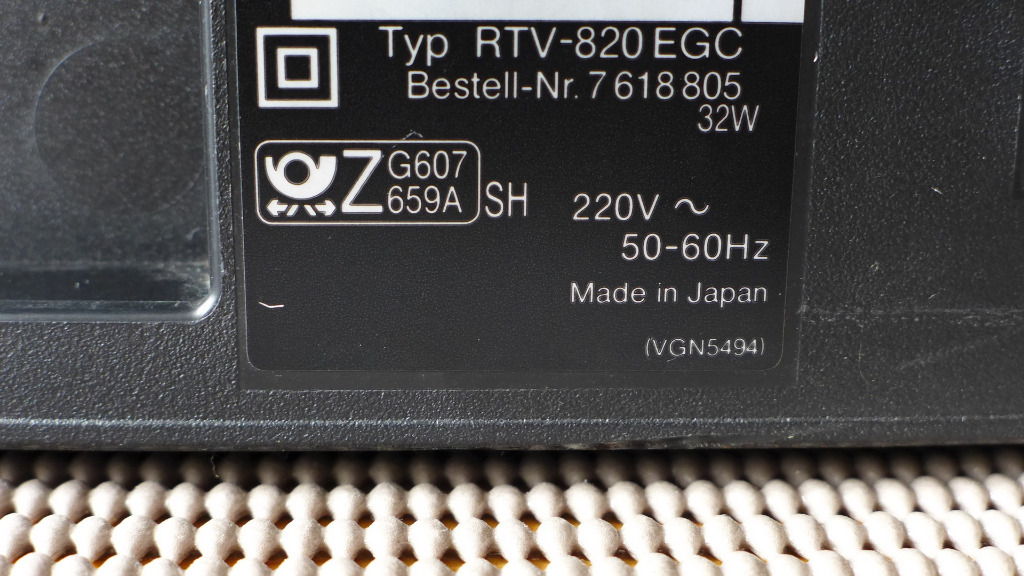 Typ RTV-820 EGC
Bestell-Nr. 7 618 805
32W
Z G607
659A SH
220V ~
50-60Hz
Made in Japan
(VGN5494)